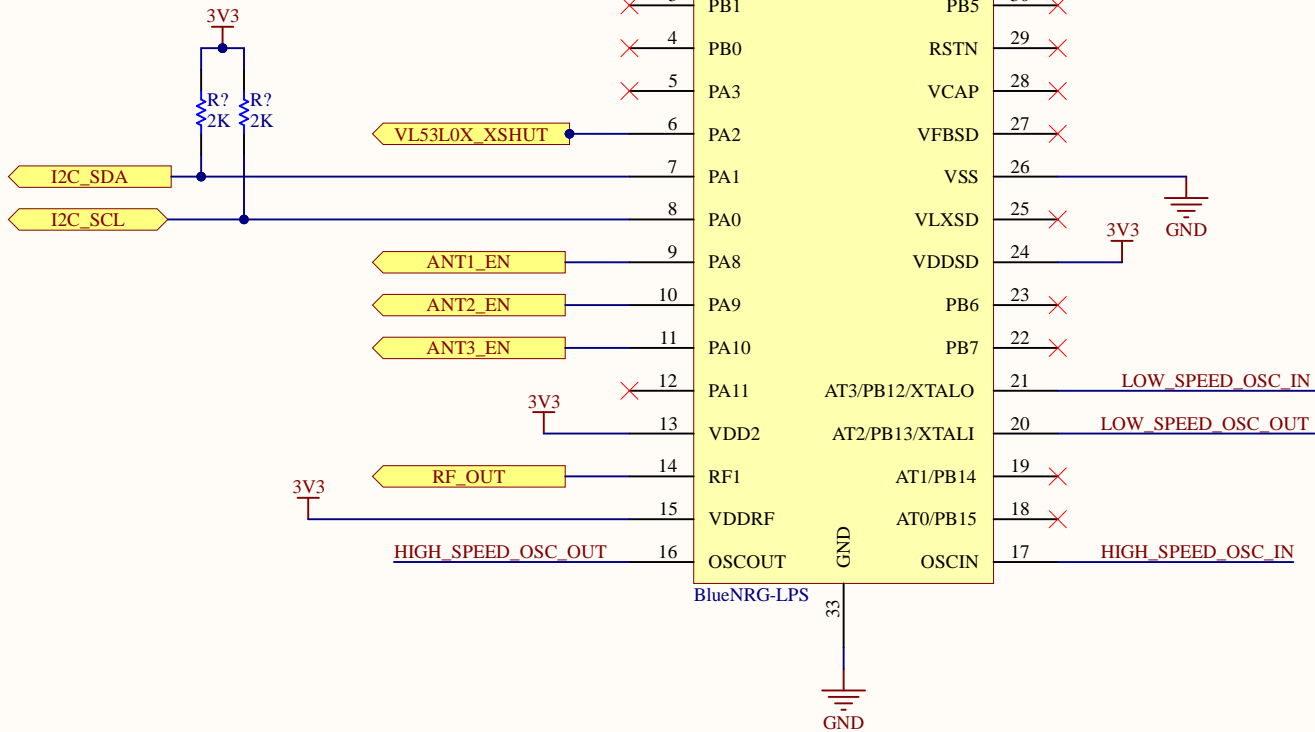 3 PB1 PB5 30
3V3
4 PB0 RSTN 29
R? R?
2K 2K
5 PA3 VCAP 28
VL53L0X_XSHUT 6 PA2 VFBSD 27
I2C_SDA 7 PA1 VSS 26
I2C_SCL 8 PA0 VLXSD 25
3V3 GND
ANT1_EN 9 PA8 VDDSD 24
ANT2_EN 10 PA9 PB6 23
ANT3_EN 11 PA10 PB7 22
12 PA11 AT3/PB12/XTALO 21 LOW_SPEED_OSC_IN
3V3
13 VDD2 AT2/PB13/XTALI 20 LOW_SPEED_OSC_OUT
RF_OUT 14 RF1 AT1/PB14 19
3V3
15 VDDRF AT0/PB15 18
HIGH_SPEED_OSC_OUT 16 OSCOUT GND OSCIN 17 HIGH_SPEED_OSC_IN
BlueNRG-LPS
33
GND